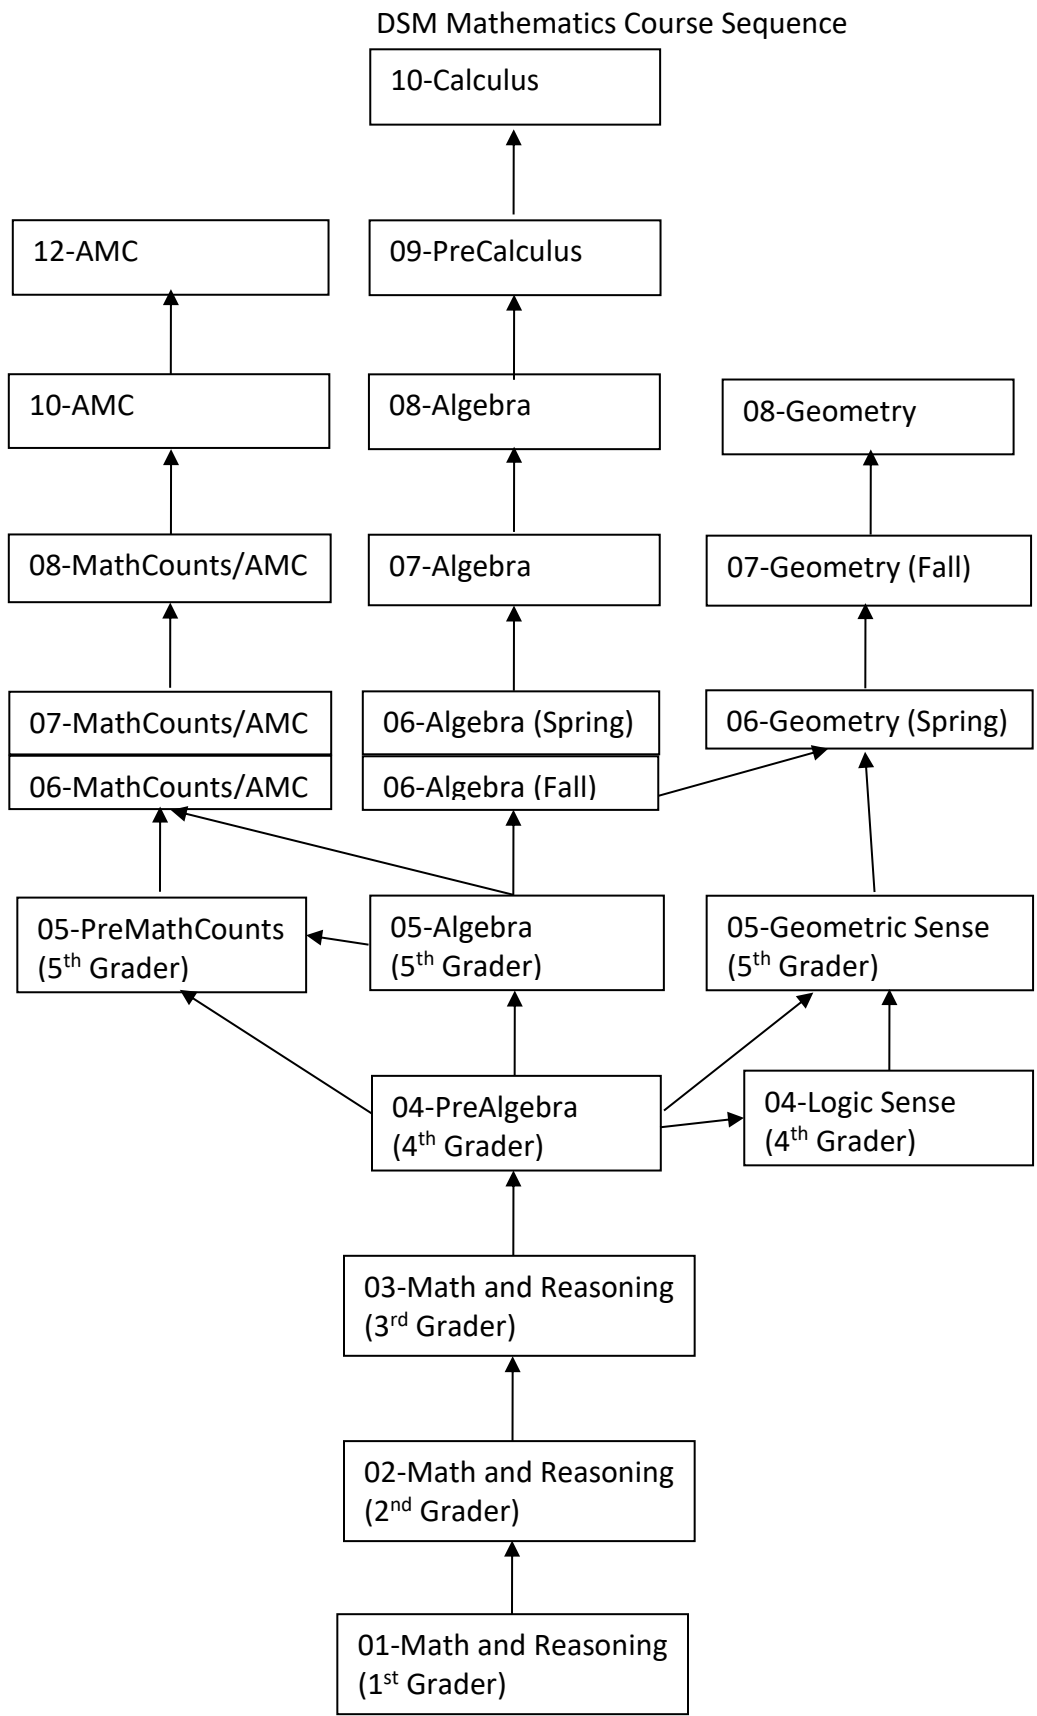 DSM Mathematics Course Sequence
10-Calculus
12-AMC
09-PreCalculus
10-AMC
08-Algebra
08-Geometry
08-MathCounts/AMC
07-Algebra
07-Geometry (Fall)
07-MathCounts/AMC
06-Algebra (Spring)
06-Geometry (Spring)
06-MathCounts/AMC
06-Algebra (Fall)
05-PreMathCounts
(5th Grader)
05-Algebra
(5th Grader)
05-Geometric Sense
(5th Grader)
04-PreAlgebra
(4th Grader)
04-Logic Sense
(4th Grader)
03-Math and Reasoning
(3rd Grader)
02-Math and Reasoning
(2nd Grader)
01-Math and Reasoning
(1st Grader)